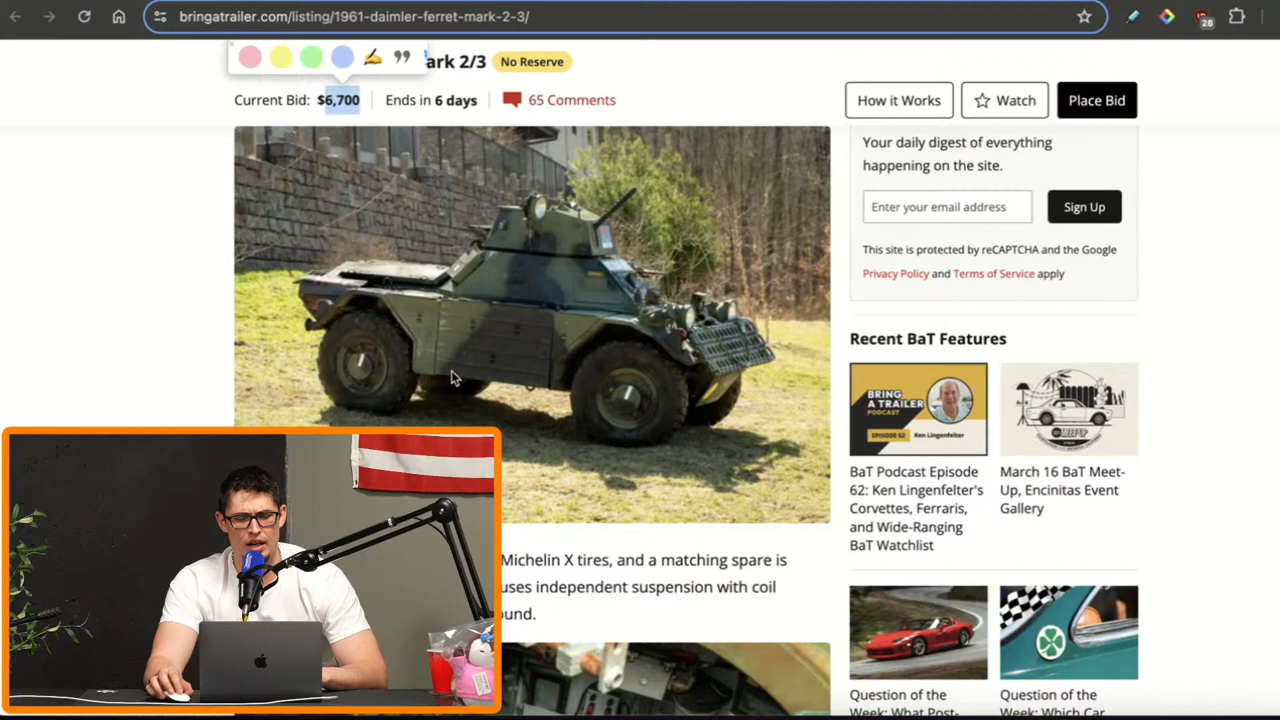 bringatrailer.com/listing/1961-daimler-ferret-mark-2-3/
26
ark 2/3
No Reserve
Current Bid: $6,700
Ends in 6 days
65 Comments
How it Works
Watch
Place Bid
Your daily digest of everything
happening on the site.
Enter your email address
Sign Up
This site is protected by reCAPTCHA and the Google
Privacy Policy and Terms of Service apply
Recent BaT Features
BRING
A TRAILER
PODCAST
EPISODE 62
Ken Lingenfelter
BaT Podcast Episode
62: Ken Lingenfelter's
Corvettes, Ferraris,
and Wide-Ranging
BaT Watchlist
March 16 BaT Meet-
Up, Encinitas Event
Gallery
Michelin X tires, and a matching spare is
uses independent suspension with coil
ound.
Question of the
Week: What Post-
Question of the
Week: Which Car